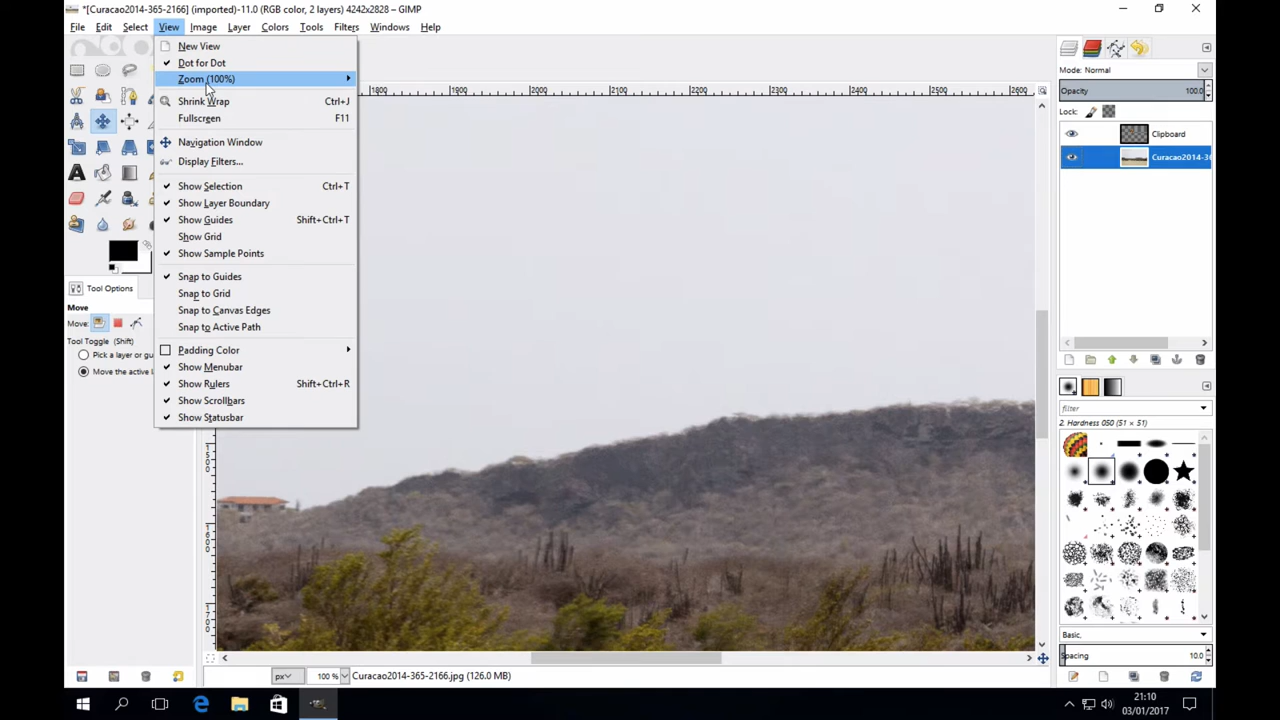 *[Curacao2014-365-2166] (imported)-11.0 (RGB color, 2 layers) 4242x2828 – GIMP
File Edit Select View Image Layer Colors Tools Filters Windows Help
New View
Dot for Dot
Zoom (100%)
Shrink Wrap Ctrl+J
Fullscreen F11
Navigation Window
Display Filters...
Show Selection Ctrl+T
Show Layer Boundary
Show Guides Shift+Ctrl+T
Show Grid
Show Sample Points
Snap to Guides
Snap to Grid
Snap to Canvas Edges
Snap to Active Path
Padding Color
Show Menubar
Show Rulers Shift+Ctrl+R
Show Scrollbars
Show Statusbar
Tool Options
Move
Move:
Tool Toggle (Shift)
Pick a layer or gu
Move the active l
1800 1900 2000 2100 2200 2300 2400 2500
1500
1600
1700
px 100 % Curacao2014-365-2166.jpg (126.0 MB)
Mode: Normal
Opacity 100.0
Lock:
Clipboard
Curacao2014-36
filter
2. Hardness 050 (51 × 51)
Basic,
Spacing 10.0
21:10
03/01/2017